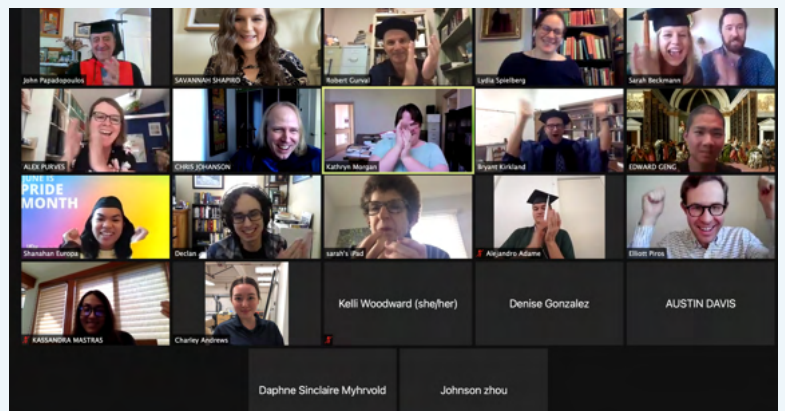 John Papadopoulos
SAVANNAH SHAPIRO
Robert Gurval
Lydia Spielberg
Sarah Beckmann
ALEX PURVES
CHRIS JOHANSON
Kathryn Morgan
Bryant Kirkland
EDWARD GENG
JUNE IS
PRIDE
MONTH
Shanahan Europa
Declan
sarah's iPad
Alejandro Adame
Elliott Piros
KASSANDRA MASTRAS
Charley Andrews
Kelli Woodward (she/her)
Denise Gonzalez
AUSTIN DAVIS
Daphne Sinclaire Myhrvold
Johnson zhou